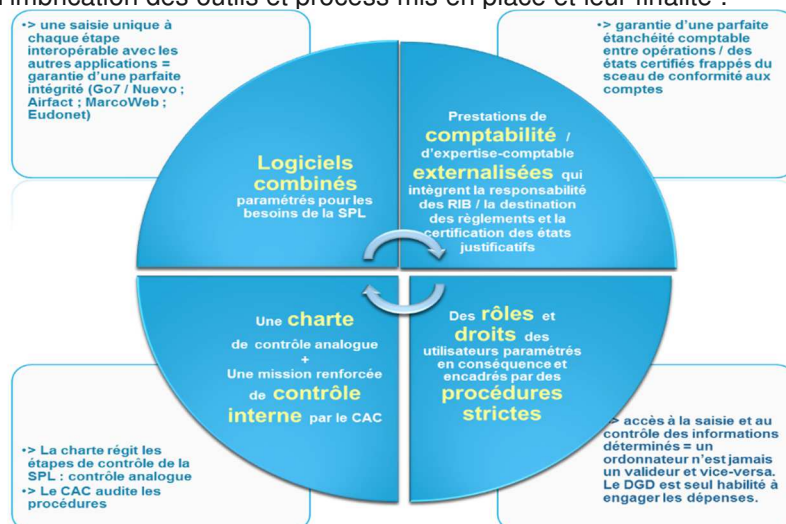 l'imbrication des outils et process mis en place et leur finalité :
•> une saisie unique à
chaque étape
interopérable avec les
autres applications =
garantie d'une parfaite
intégrité (Go7 / Nuevo ;
Airfact ; MarcoWeb ;
Eudonet)
•> garantie d'une parfaite
étanchéité comptable
entre opérations / des
états certifiés frappés du
sceau de conformité aux
comptes
Logiciels
combinés
paramétrés pour les
besoins de la SPL
Prestations de
comptabilité /
d'expertise-comptable
externalisées qui
intègrent la responsabilité
des RIB / la destination
des règlements et la
certification des états
justificatifs
Une charte
de contrôle analogue
+
Une mission renforcée
de contrôle
interne par le CAC
Des rôles et
droits des
utilisateurs paramétrés
en conséquence et
encadrés par des
procédures
strictes
•> La charte régit les
étapes de contrôle de la
SPL : contrôle analogue
•> Le CAC audite les
procédures
> accès à la saisie et au
contrôle des informations
déterminés = un
ordonnateur n'est jamais
un valideur et vice-versa.
Le DGD est seul habilité à
engager les dépenses.